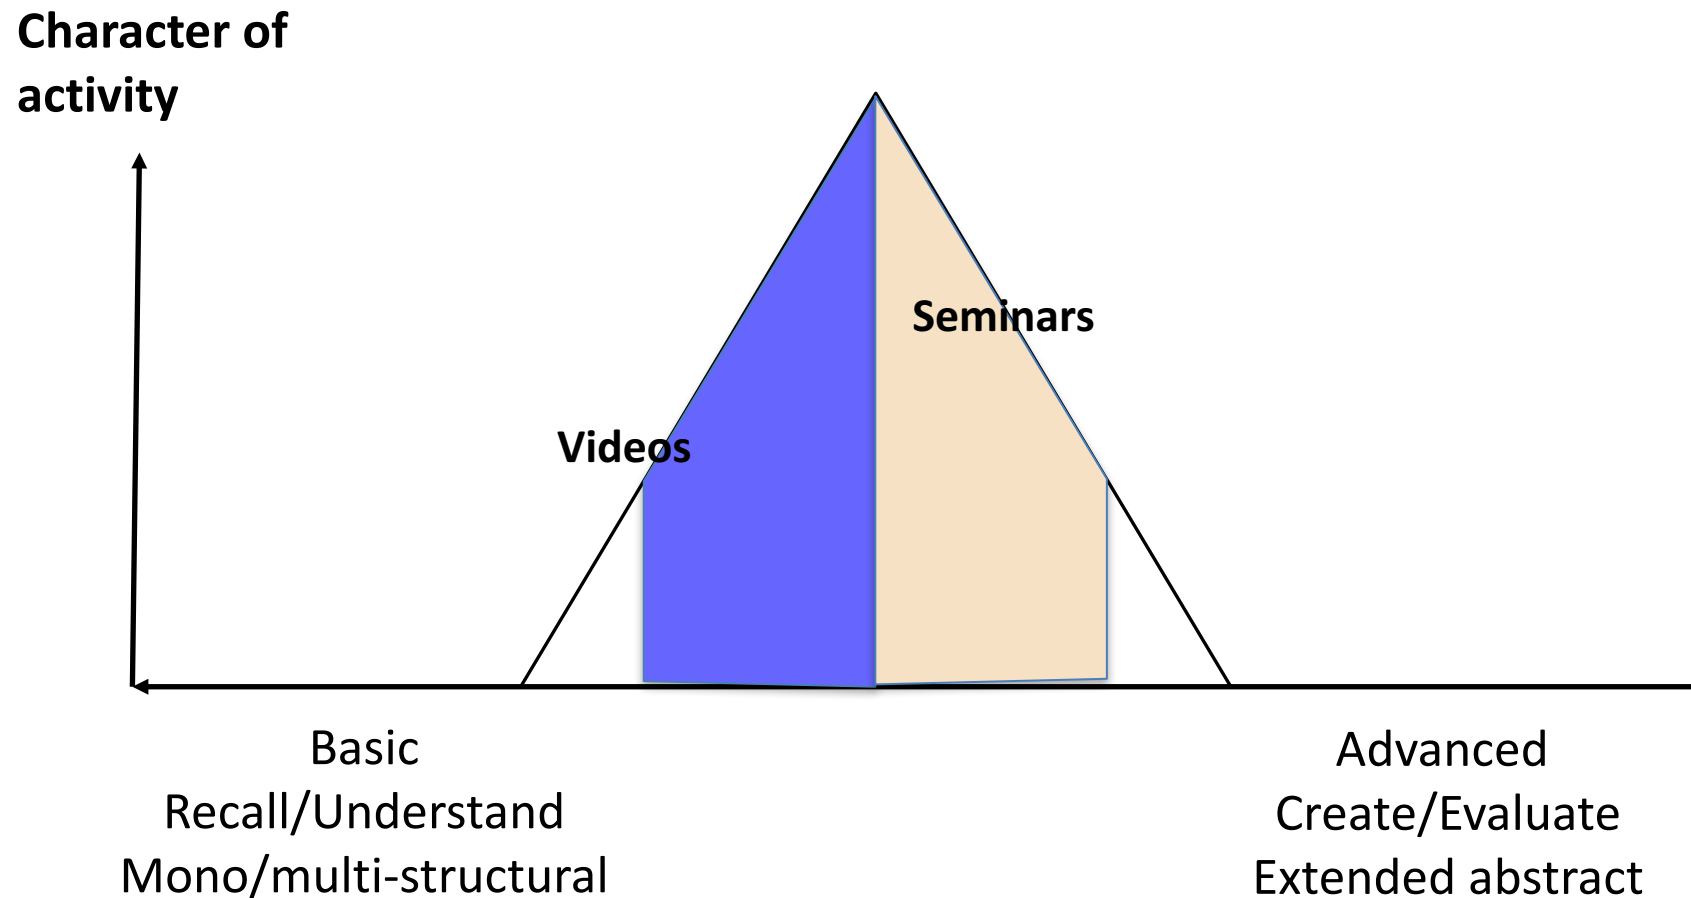 Character of
activity
Seminars
Videos
Basic
Recall/Understand
Mono/multi-structural
Advanced
Create/Evaluate
Extended abstract